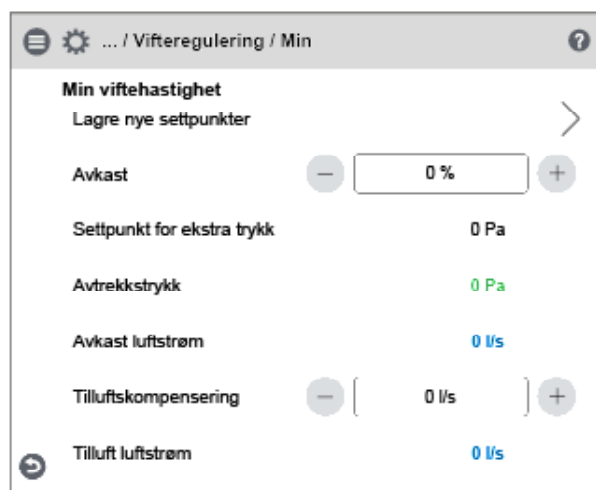 ... / Vifteregulering / Min
Min viftehastighet
Lagre nye settpunkter
Avkast 0 %
Settpunkt for ekstra trykk 0 Pa
Avtrekkstrykk 0 Pa
Avkast luftstrøm 0 l/s
Tilluftskompensering 0 l/s
Tilluft luftstrøm 0 l/s